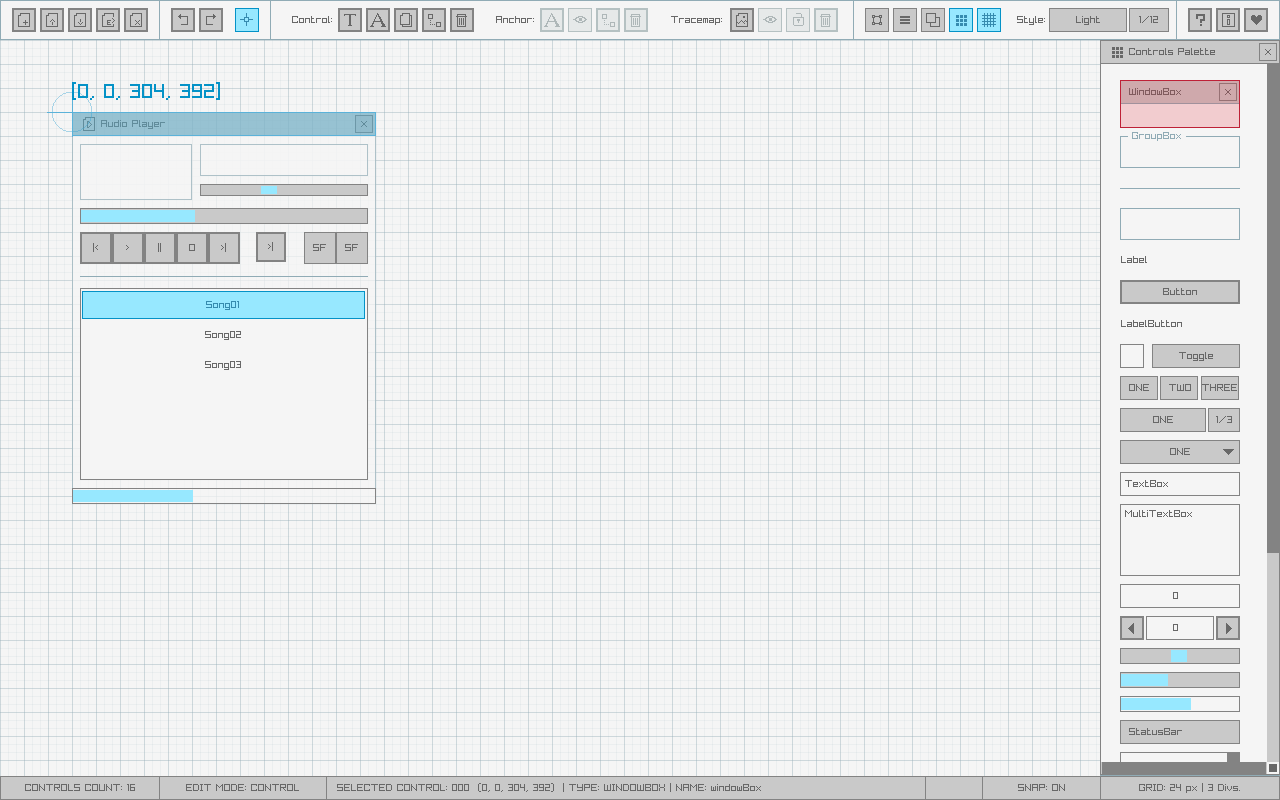 Control: Anchor: Tracemap: Style: Light 1/12
Controls Palette
[0, 0, 304, 392]
Audio Player
SF SF
Song01
Song02
Song03
WindowBox
GroupBox
Label
Button
LabelButton
Toggle
ONE TWO THREE
ONE 1/3
ONE
TextBox
MultiTextBox
0
0
StatusBar
CONTROLS COUNT: 16 EDIT MODE: CONTROL SELECTED CONTROL: 000 (0, 0, 304, 392) | TYPE: WINDOWBOX | NAME: windowBox SNAP: ON GRID: 24 px | 3 Divs.